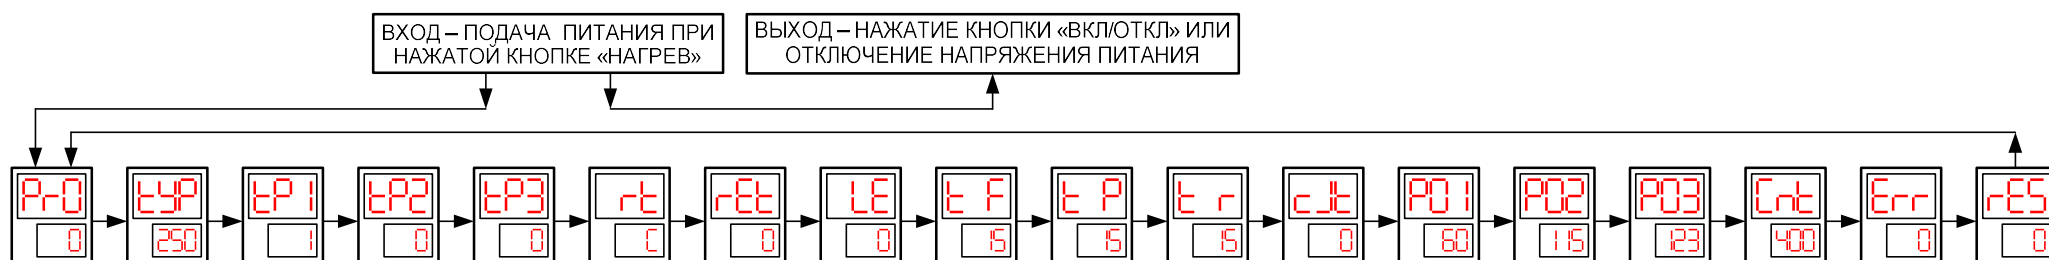 ВХОД – ПОДАЧА ПИТАНИЯ ПРИ
НАЖАТОЙ КНОПКЕ «НАГРЕВ»
ВЫХОД – НАЖАТИЕ КНОПКИ «ВКЛ/ОТКЛ» ИЛИ
ОТКЛЮЧЕНИЕ НАПРЯЖЕНИЯ ПИТАНИЯ
Pr0 tYP tP1 tP2 tP3 rt rEt LE t F t P t r cJt P01 P02 P03 Cnt Err rES
0 250 1 0 0 C 0 0 15 15 15 0 60 115 123 400 0 0